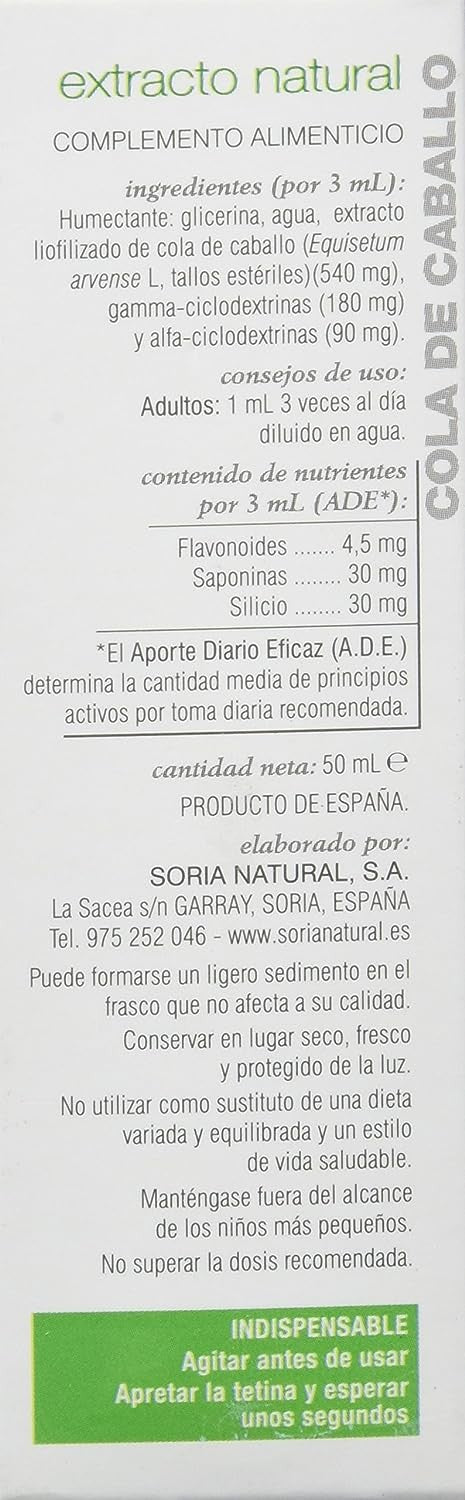 extracto natural
COMPLEMENTO ALIMENTICIO
ingredientes (por 3 mL):
Humectante: glicerina, agua, extracto
liofilizado de cola de caballo (Equisetum
arvense L, tallos estériles)(540 mg),
gamma-ciclodextrinas (180 mg)
y alfa-ciclodextrinas (90 mg).
consejos de uso:
Adultos: 1 mL 3 veces al día
diluido en agua.
contenido de nutrientes
por 3 mL (ADE*):
Flavonoides ....... 4,5 mg
Saponinas ........ 30 mg
Silicio ........ 30 mg
*El Aporte Diario Eficaz (A.D.E.)
determina la cantidad media de principios
activos por toma diaria recomendada.
cantidad neta: 50 mL ℮
PRODUCTO DE ESPAÑA.
elaborado por:
SORIA NATURAL, S.A.
La Sacea s/n GARRAY, SORIA, ESPAÑA
Tel. 975 252 046 - www.sorianatural.es
Puede formarse un ligero sedimento en el
frasco que no afecta a su calidad.
Conservar en lugar seco, fresco
y protegido de la luz.
No utilizar como sustituto de una dieta
variada y equilibrada y un estilo
de vida saludable.
Manténgase fuera del alcance
de los niños más pequeños.
No superar la dosis recomendada.
INDISPENSABLE
Agitar antes de usar
Apretar la tetina y esperar
unos segundos
COLA DE CABALLO